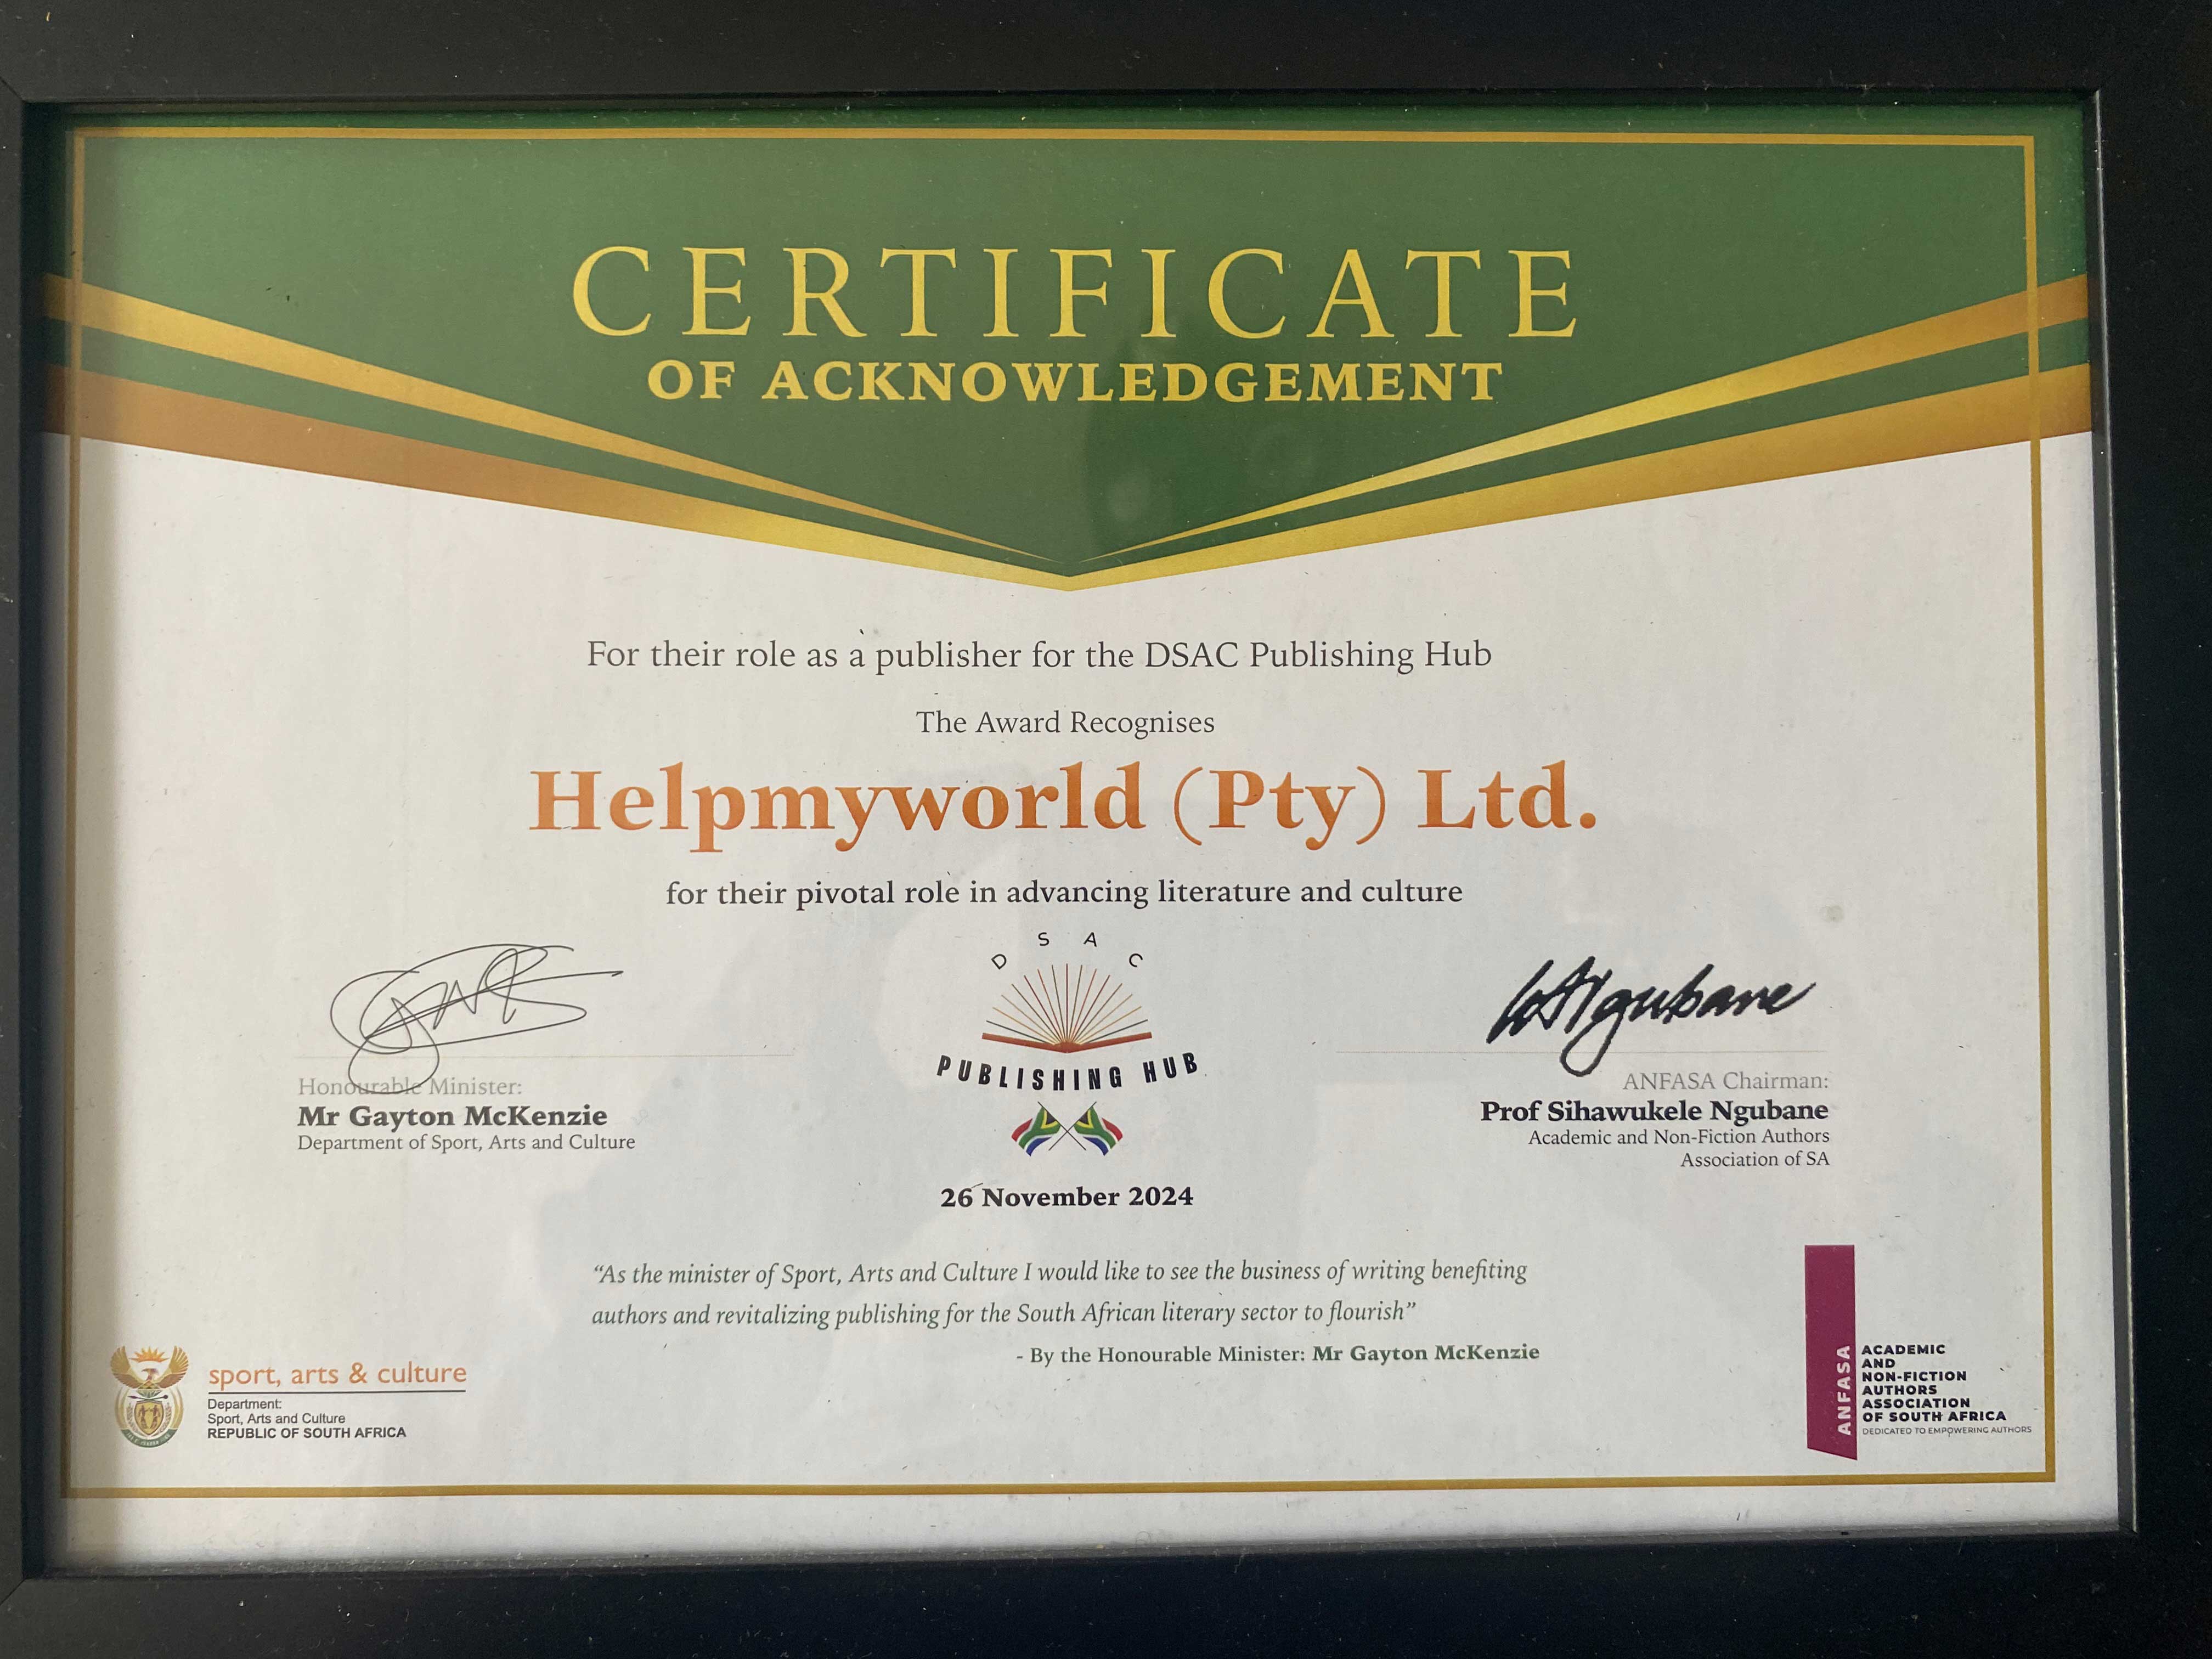 CERTIFICATE
OF ACKNOWLEDGEMENT
For their role as a publisher for the DSAC Publishing Hub
The Award Recognises
Helpmyworld (Pty) Ltd.
for their pivotal role in advancing literature and culture
DSAC
PUBLISHING HUB
Honourable Minister:
Mr Gayton McKenzie
Department of Sport, Arts and Culture
Ngubane
ANFASA Chairman:
Prof Sihawukele Ngubane
Academic and Non-Fiction Authors
Association of SA
26 November 2024
“As the minister of Sport, Arts and Culture I would like to see the business of writing benefiting
authors and revitalizing publishing for the South African literary sector to flourish”
- By the Honourable Minister: Mr Gayton McKenzie
sport, arts & culture
Department:
Sport, Arts and Culture
REPUBLIC OF SOUTH AFRICA
ANFASA
ACADEMIC
AND
NON-FICTION
AUTHORS
ASSOCIATION
OF SOUTH AFRICA
DEDICATED TO EMPOWERING AUTHORS